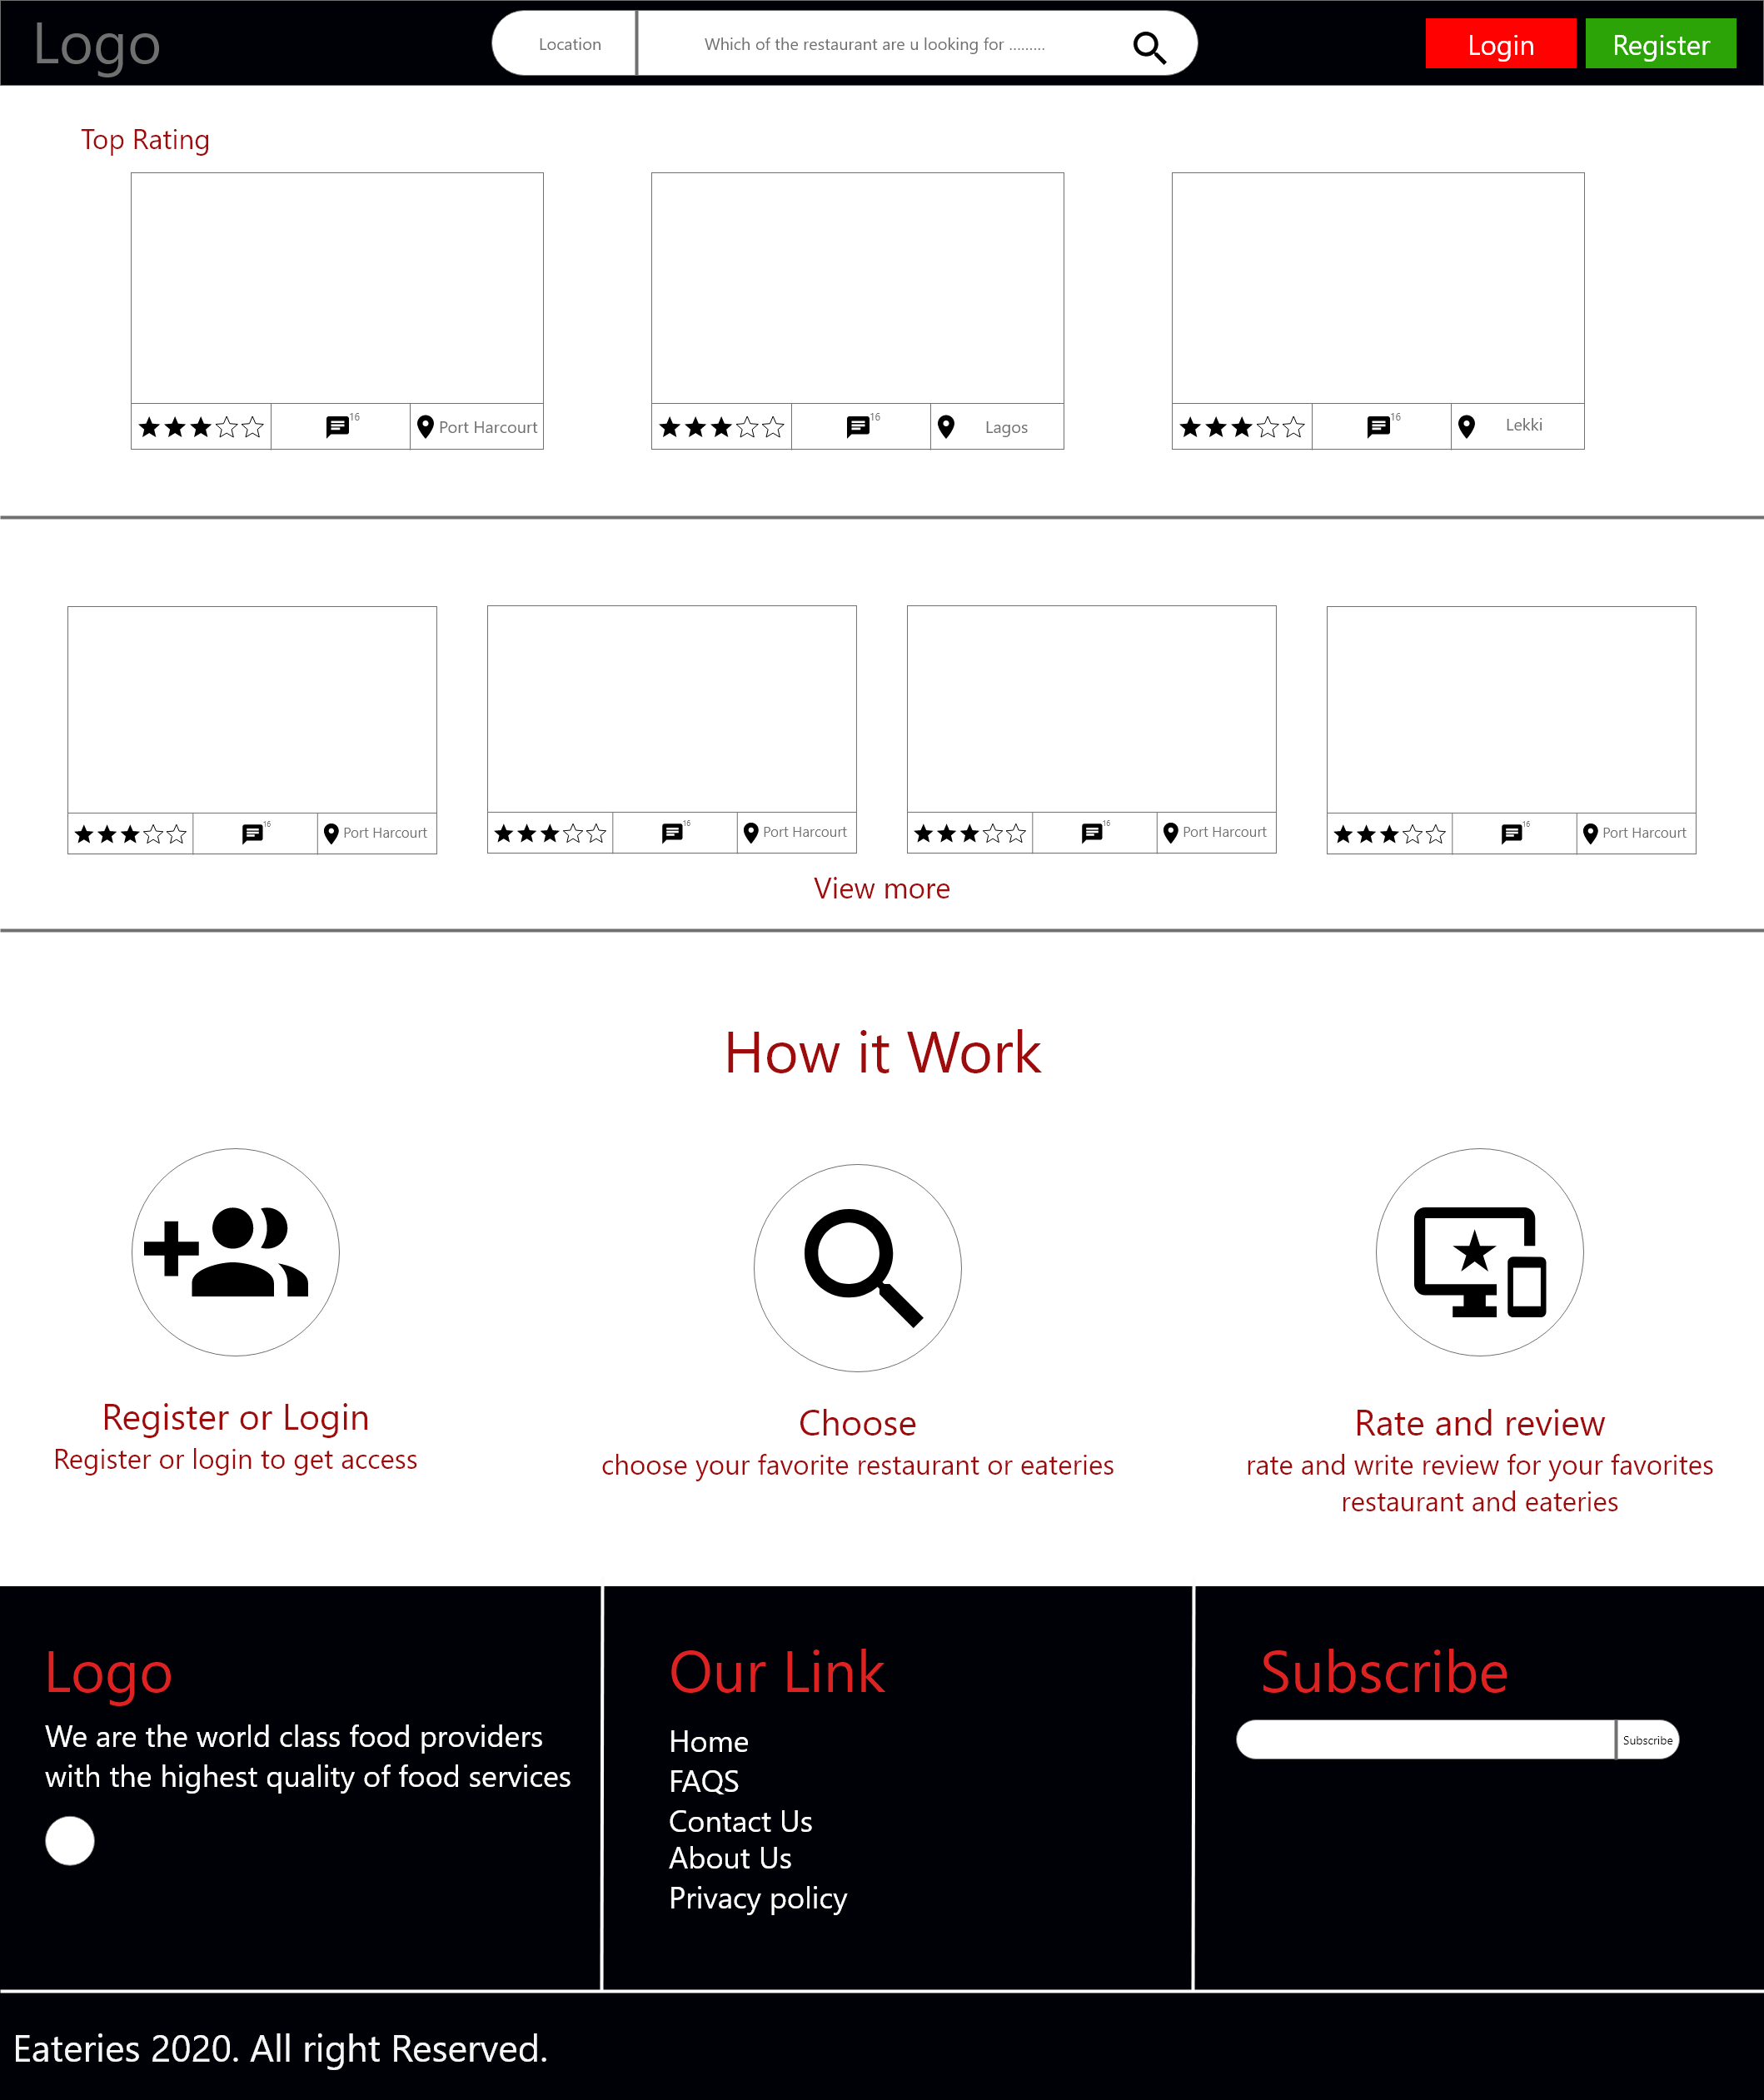 Logo
Location
Which of the restaurant are u looking for .........
Login
Register
Top Rating
16
Port Harcourt
16
Lagos
16
Lekki
16
Port Harcourt
16
Port Harcourt
16
Port Harcourt
16
Port Harcourt
View more
How it Work
Register or Login
Register or login to get access
Choose
choose your favorite restaurant or eateries
Rate and review
rate and write review for your favorites
restaurant and eateries
Logo
We are the world class food providers
with the highest quality of food services
Our Link
Home
FAQS
Contact Us
About Us
Privacy policy
Subscribe
Subscribe
Eateries 2020. All right Reserved.